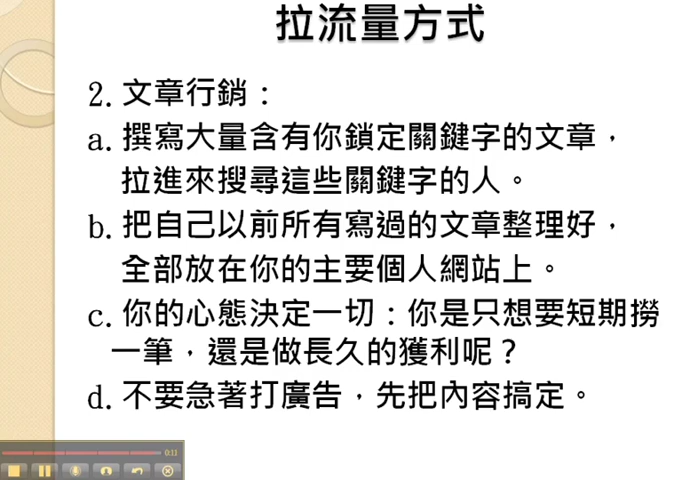 拉流量方式
2. 文章行銷：
a. 撰寫大量含有你鎖定關鍵字的文章，
拉進來搜尋這些關鍵字的人。
b. 把自己以前所有寫過的文章整理好，
全部放在你的主要個人網站上。
c. 你的心態決定一切：你是只想要短期撈
一筆，還是做長久的獲利呢？
d. 不要急著打廣告，先把內容搞定。
0:11